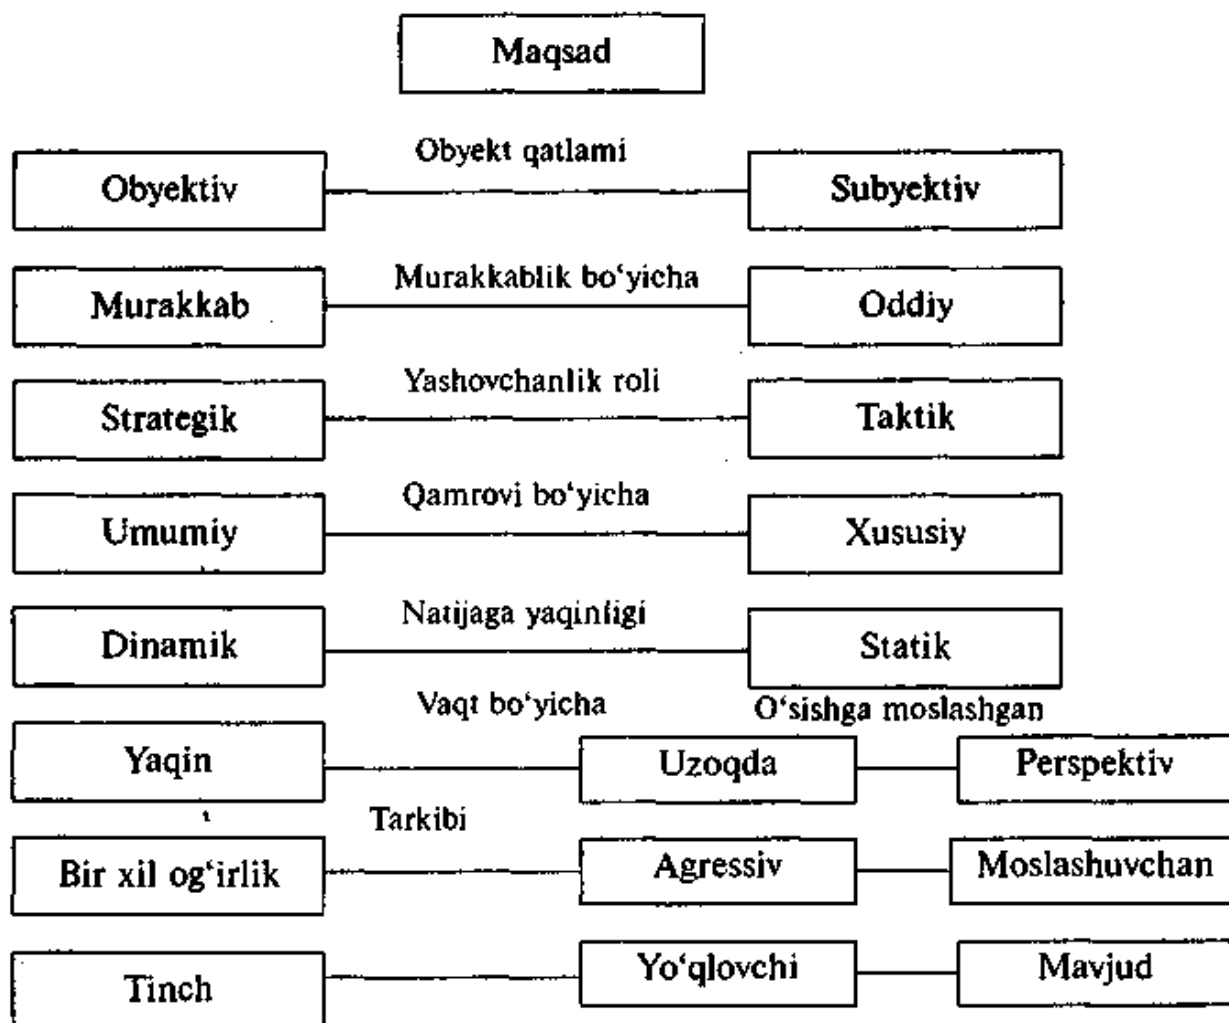 Maqsad
Obyekt qatlami
Obyektiv
Subyektiv
Murakkablik bo‘yicha
Murakkab
Oddiy
Yashovchanlik roli
Strategik
Taktik
Qamrovi bo‘yicha
Umumiy
Xususiy
Natijaga yaqinligi
Dinamik
Statik
Vaqt bo‘yicha
O‘sishga moslashgan
Yaqin
Uzoqda
Perspektiv
Tarkibi
Bir xil og‘irlik
Agressiv
Moslashuvchan
Tinch
Yo‘qlovchi
Mavjud